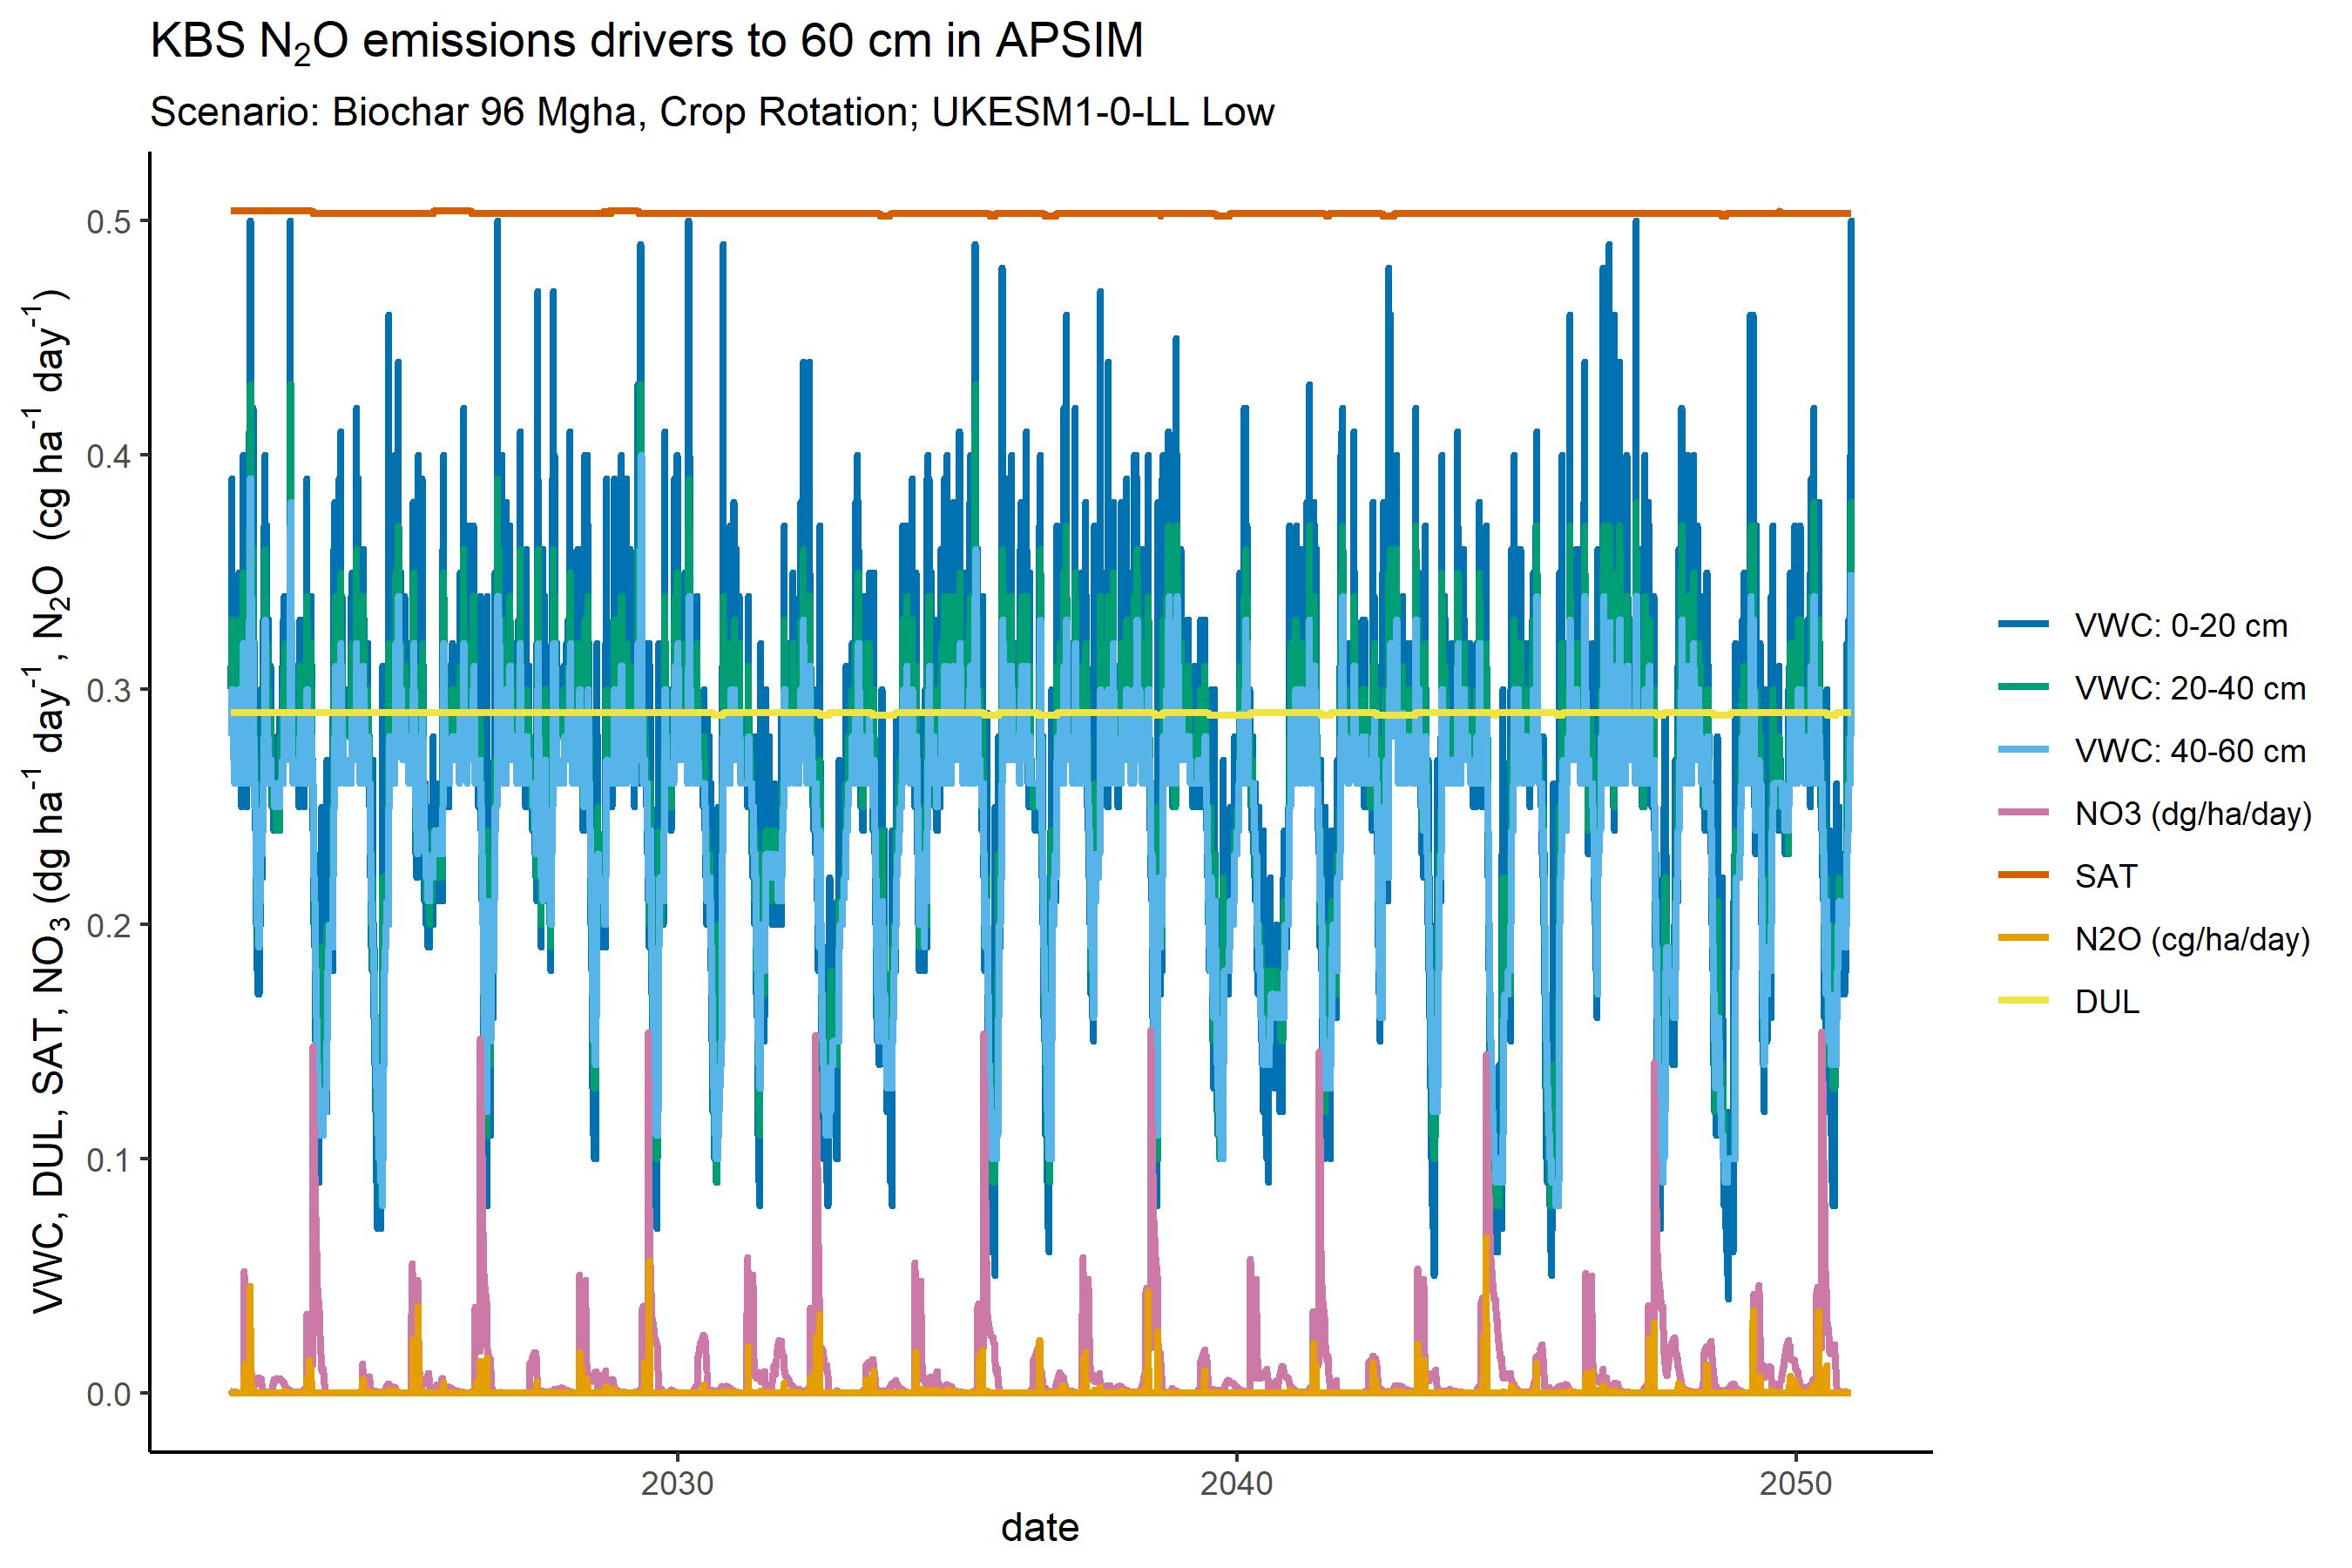 KBS N₂O emissions drivers to 60 cm in APSIM
Scenario: Biochar 96 Mgha, Crop Rotation; UKESM1-0-LL Low
VWC, DUL, SAT, NO₃ (dg ha⁻¹ day⁻¹, N₂O (cg ha⁻¹ day⁻¹)
0.5
0.4
0.3
0.2
0.1
0.0
2030
2040
2050
date
VWC: 0-20 cm
VWC: 20-40 cm
VWC: 40-60 cm
NO3 (dg/ha/day)
SAT
N2O (cg/ha/day)
DUL